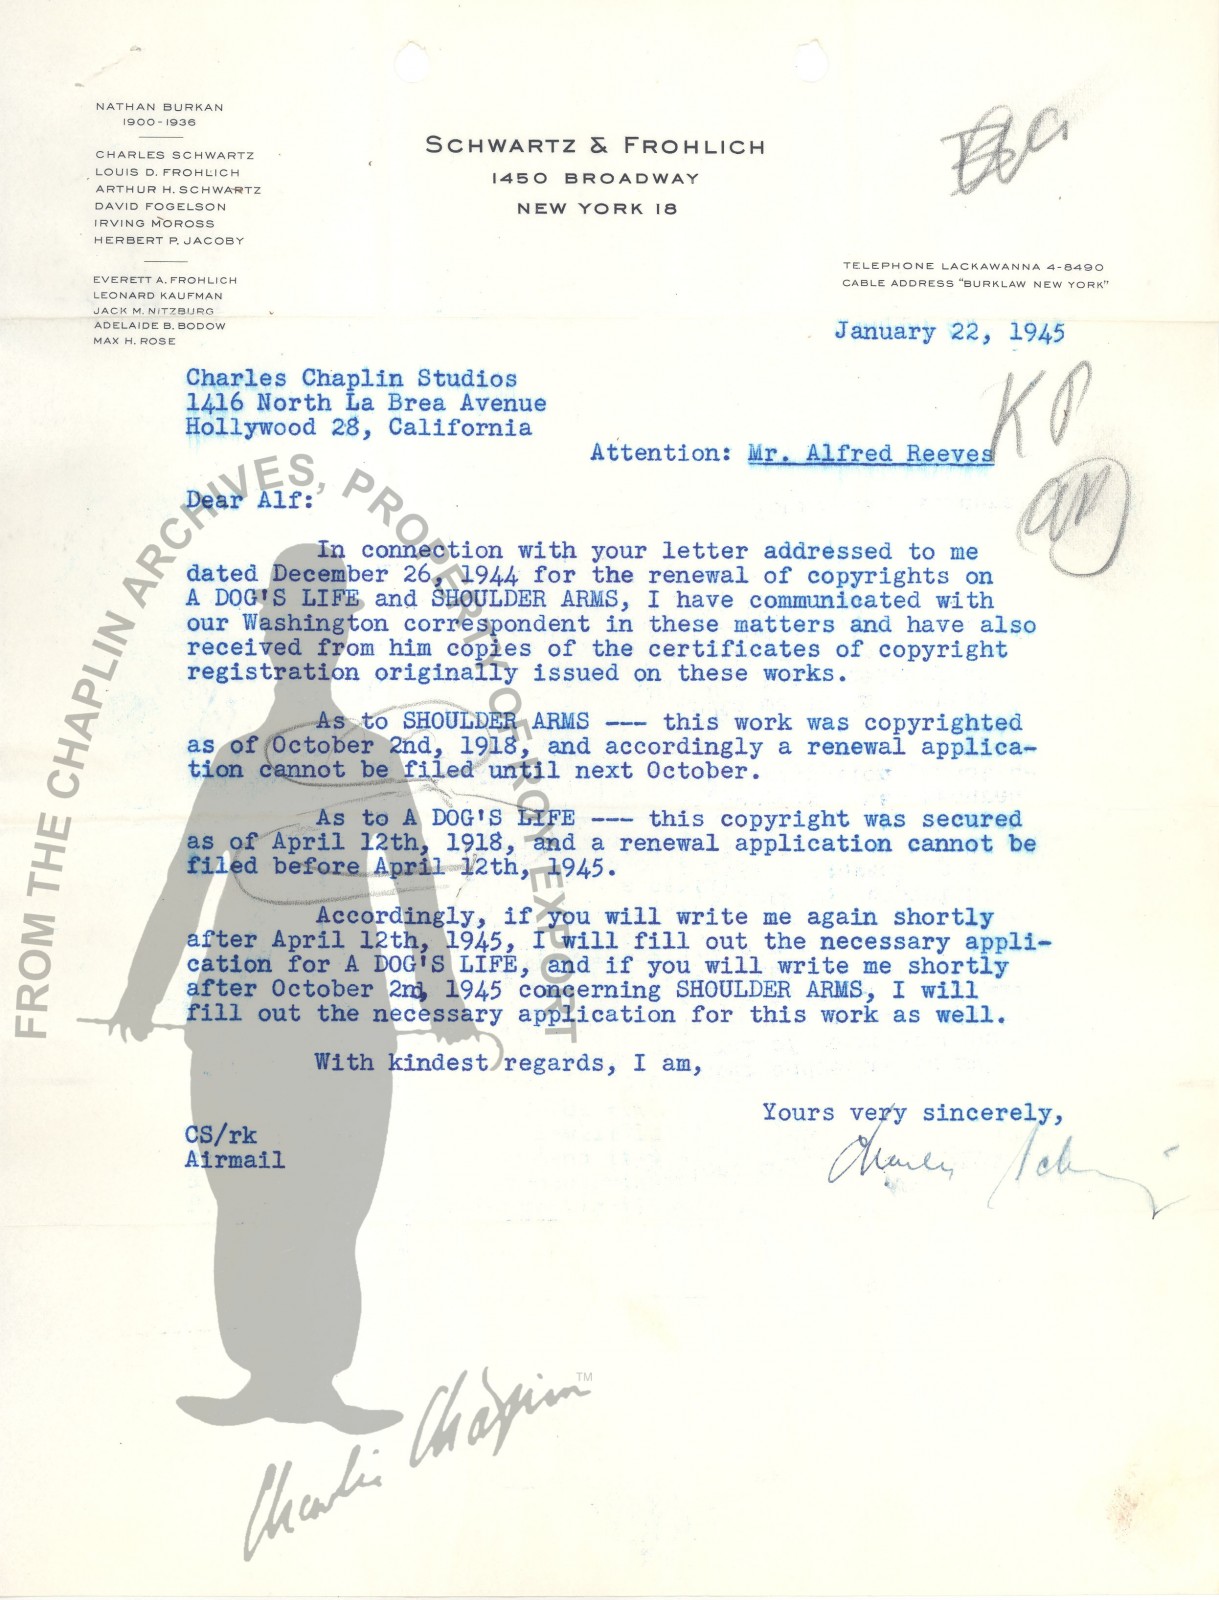 NATHAN BURKAN
1900-1936
CHARLES SCHWARTZ
LOUIS D. FROHLICH
ARTHUR H. SCHWARTZ
DAVID FOGELSON
IRVING MOROSS
HERBERT P. JACOBY
EVERETT A. FROHLICH
LEONARD KAUFMAN
JACK M. NITZBURG
ADELAIDE B. BODOW
MAX H. ROSE
SCHWARTZ & FROHLICH
1450 BROADWAY
NEW YORK 18
TELEPHONE LACKAWANNA 4-8490
CABLE ADDRESS "BURKLAW NEW YORK"
January 22, 1945
Charles Chaplin Studios
1416 North La Brea Avenue
Hollywood 28, California
Attention: Mr. Alfred Reeves
KP
Dear Alf:
In connection with your letter addressed to me
dated December 26, 1944 for the renewal of copyrights on
A DOG'S LIFE and SHOULDER ARMS, I have communicated with
our Washington correspondent in these matters and have also
received from him copies of the certificates of copyright
registration originally issued on these works.
As to SHOULDER ARMS --- this work was copyrighted
as of October 2nd, 1918, and accordingly a renewal applica-
tion cannot be filed until next October.
As to A DOG'S LIFE --- this copyright was secured
as of April 12th, 1918, and a renewal application cannot be
filed before April 12th, 1945.
Accordingly, if you will write me again shortly
after April 12th, 1945, I will fill out the necessary appli-
cation for A DOG'S LIFE, and if you will write me shortly
after October 2nd, 1945 concerning SHOULDER ARMS, I will
fill out the necessary application for this work as well.
With kindest regards, I am,
Yours very sincerely,
Charles Schwartz
CS/rk
Airmail
FROM THE CHAPLIN ARCHIVES, PROPERTY OF ROY EXPORT
Charlie Chaplin TM